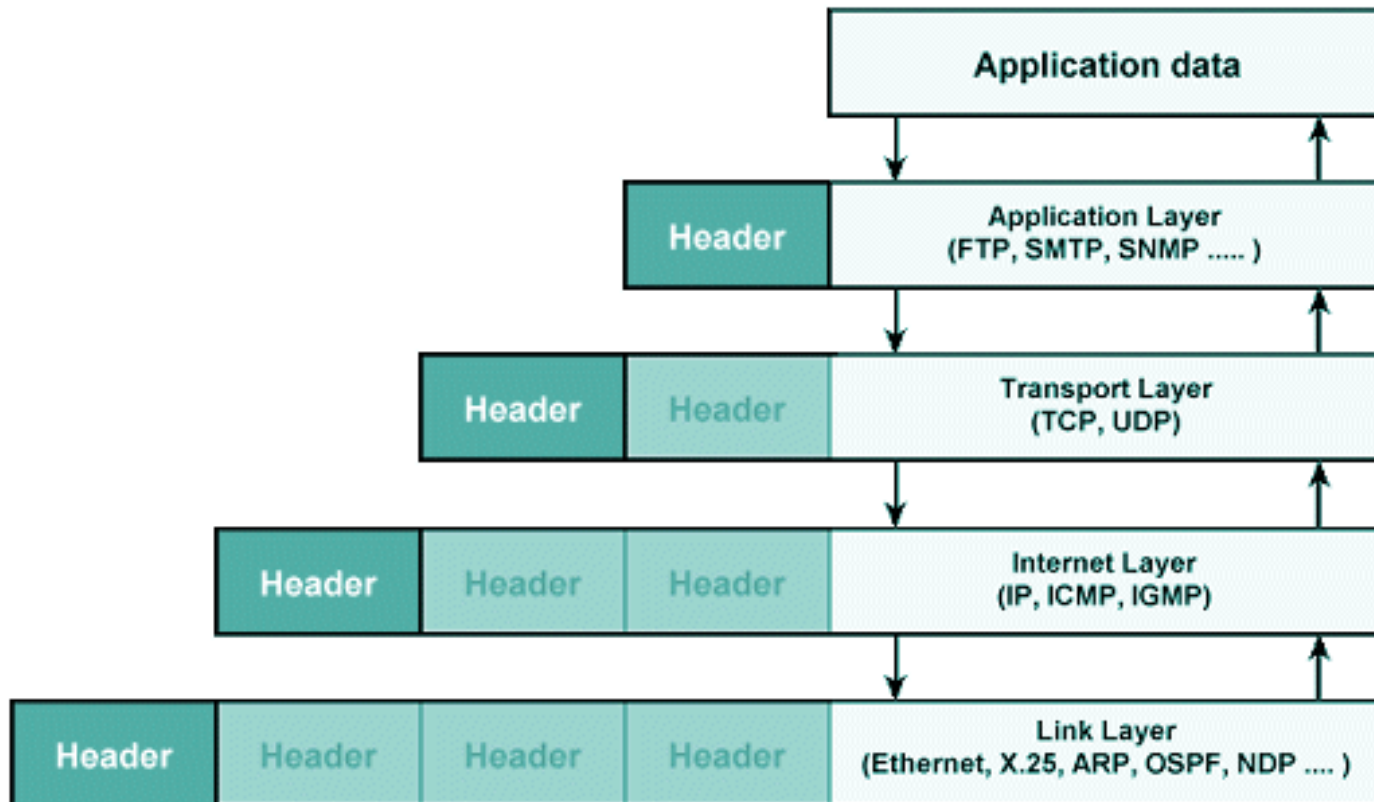 Application data
Header
Application Layer
(FTP, SMTP, SNMP ..... )
Header Header
Transport Layer
(TCP, UDP)
Header Header Header
Internet Layer
(IP, ICMP, IGMP)
Header Header Header Header
Link Layer
(Ethernet, X.25, ARP, OSPF, NDP .... )